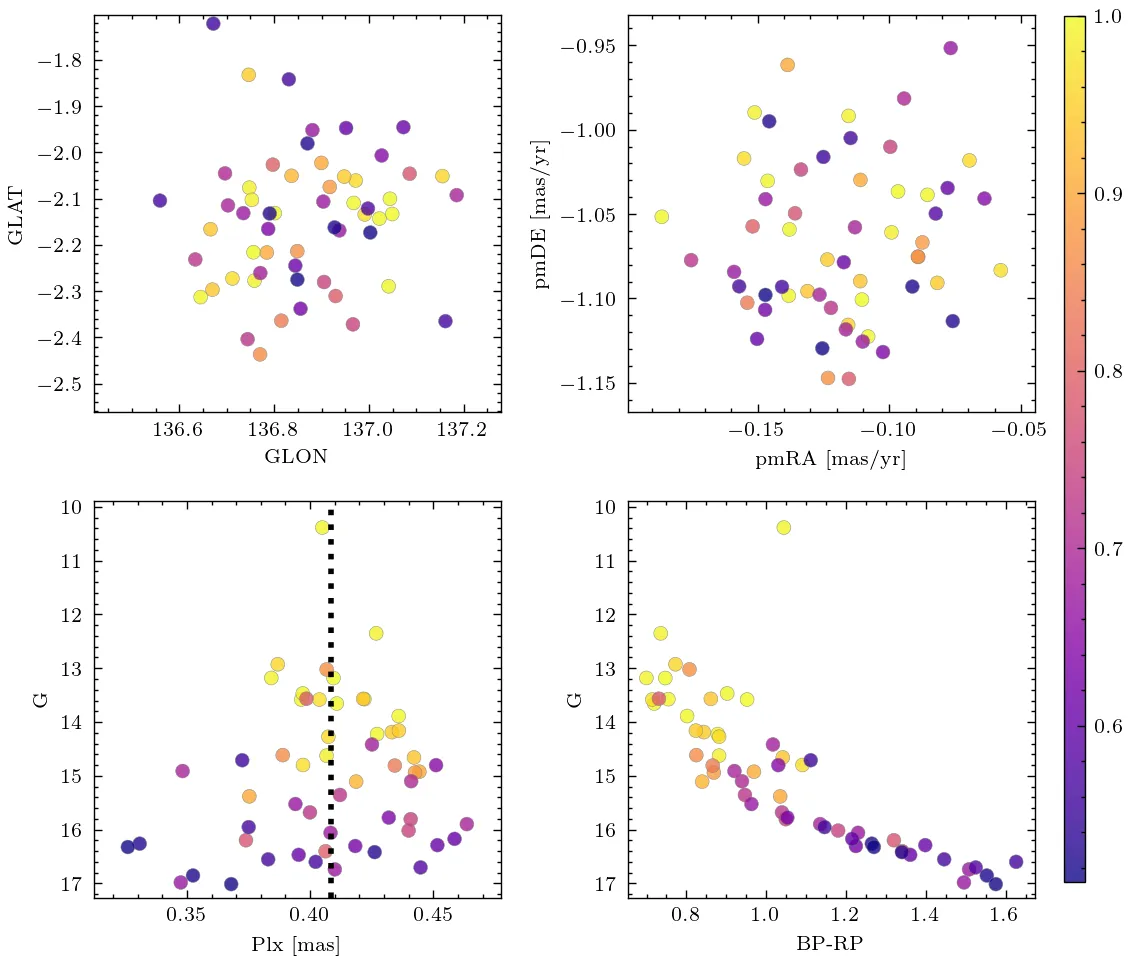 −1.8
−1.9
−2.0
−2.1
−2.2
−2.3
−2.4
−2.5
GLAT
136.6 136.8 137.0 137.2
GLON
−0.95
−1.00
−1.05
−1.10
−1.15
pmDE [mas/yr]
−0.15 −0.10 −0.05
pmRA [mas/yr]
1.0
0.9
0.8
0.7
0.6
10
11
12
13
14
15
16
17
G
0.35 0.40 0.45
Plx [mas]
10
11
12
13
14
15
16
17
G
0.8 1.0 1.2 1.4 1.6
BP-RP